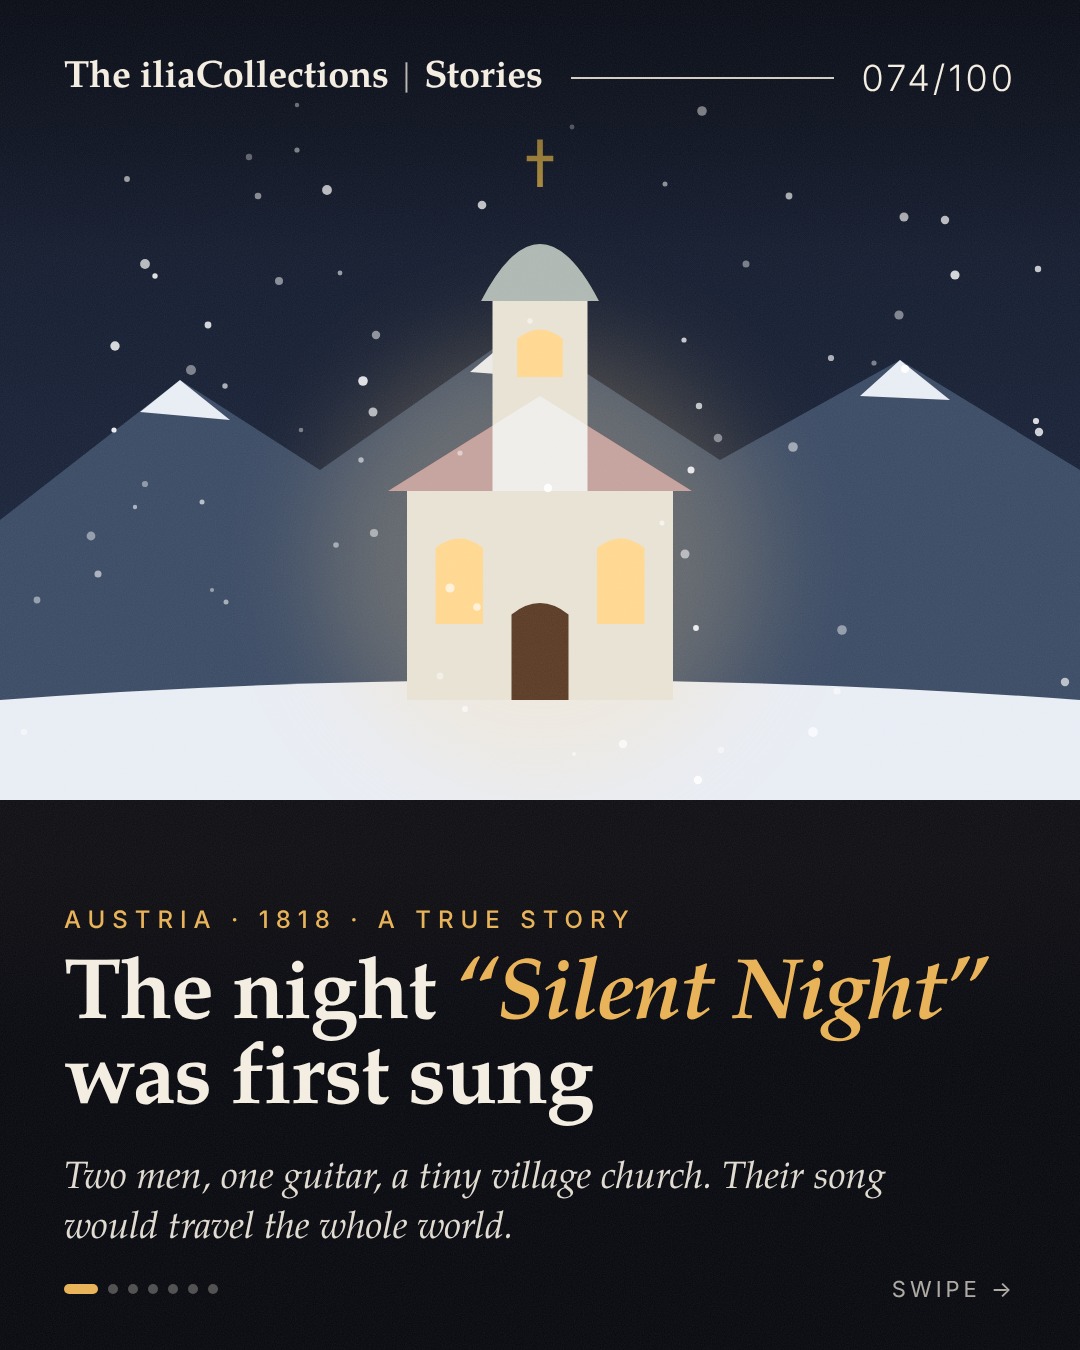 The iliaCollections | Stories 074/100
AUSTRIA · 1818 · A TRUE STORY
The night “Silent Night”
was first sung
Two men, one guitar, a tiny village church. Their song
would travel the whole world.
SWIPE →